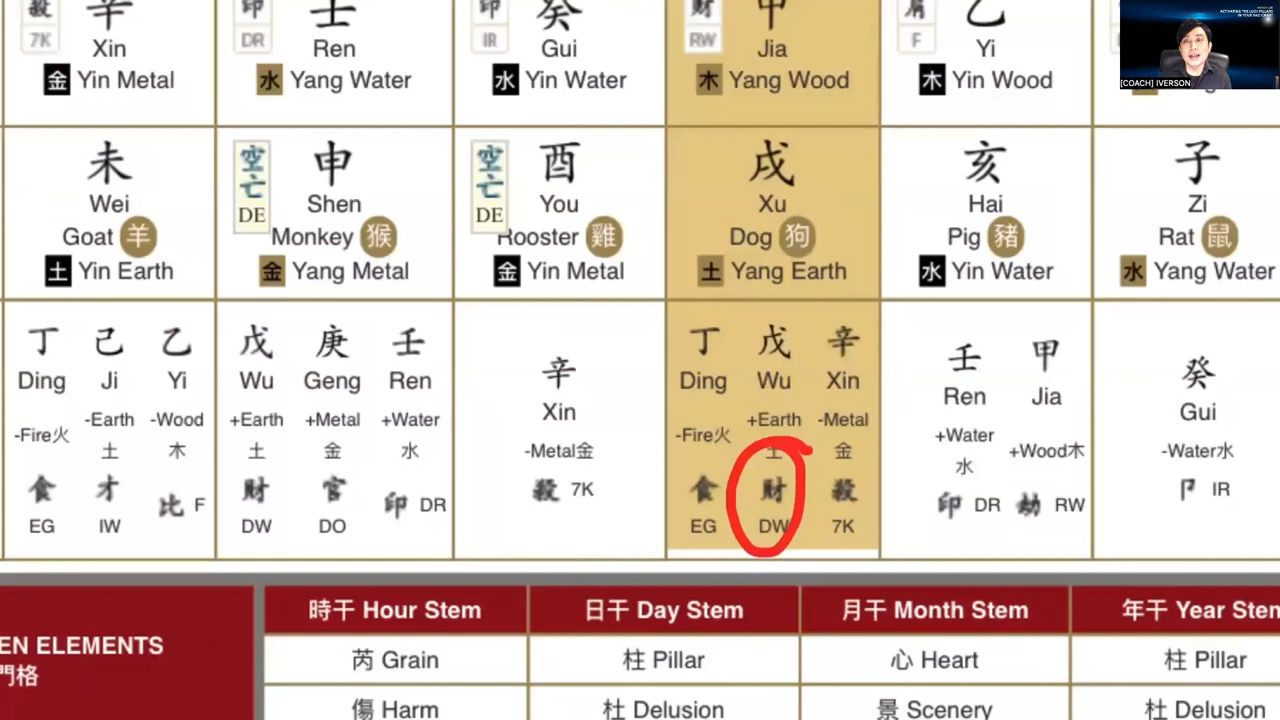 殺 辛
7K Xin
金 Yin Metal
印 壬
DR Ren
水 Yang Water
印 癸
IR Gui
水 Yin Water
財 甲
RW Jia
木 Yang Wood
肩 乙
F Yi
木 Yin Wood
ACTIVATING THE LUCK PILLARS
IN YOUR BAZI CHART
[COACH] IVERSON
未
Wei
Goat 羊
土 Yin Earth
空亡
DE
申
Shen
Monkey 猴
金 Yang Metal
空亡
DE
酉
You
Rooster 雞
金 Yin Metal
戌
Xu
Dog 狗
土 Yang Earth
亥
Hai
Pig 豬
水 Yin Water
子
Zi
Rat 鼠
水 Yang Water
丁 己 乙
Ding Ji Yi
-Fire火 -Earth土 -Wood木
食 才 比 F
EG IW
戊 庚 壬
Wu Geng Ren
+Earth土 +Metal金 +Water水
財 官 印 DR
DW DO
辛
Xin
-Metal金
殺 7K
丁 戊 辛
Ding Wu Xin
-Fire火 +Earth土 -Metal金
食 財 殺
EG DW 7K
壬 甲
Ren Jia
+Water水 +Wood木
印 DR 劫 RW
癸
Gui
-Water水
卩 IR
EN ELEMENTS
門格
時干 Hour Stem 日干 Day Stem 月干 Month Stem 年干 Year Stem
芮 Grain 柱 Pillar 心 Heart 柱 Pillar
傷 Harm 杜 Delusion 景 Scenery 杜 Delusion